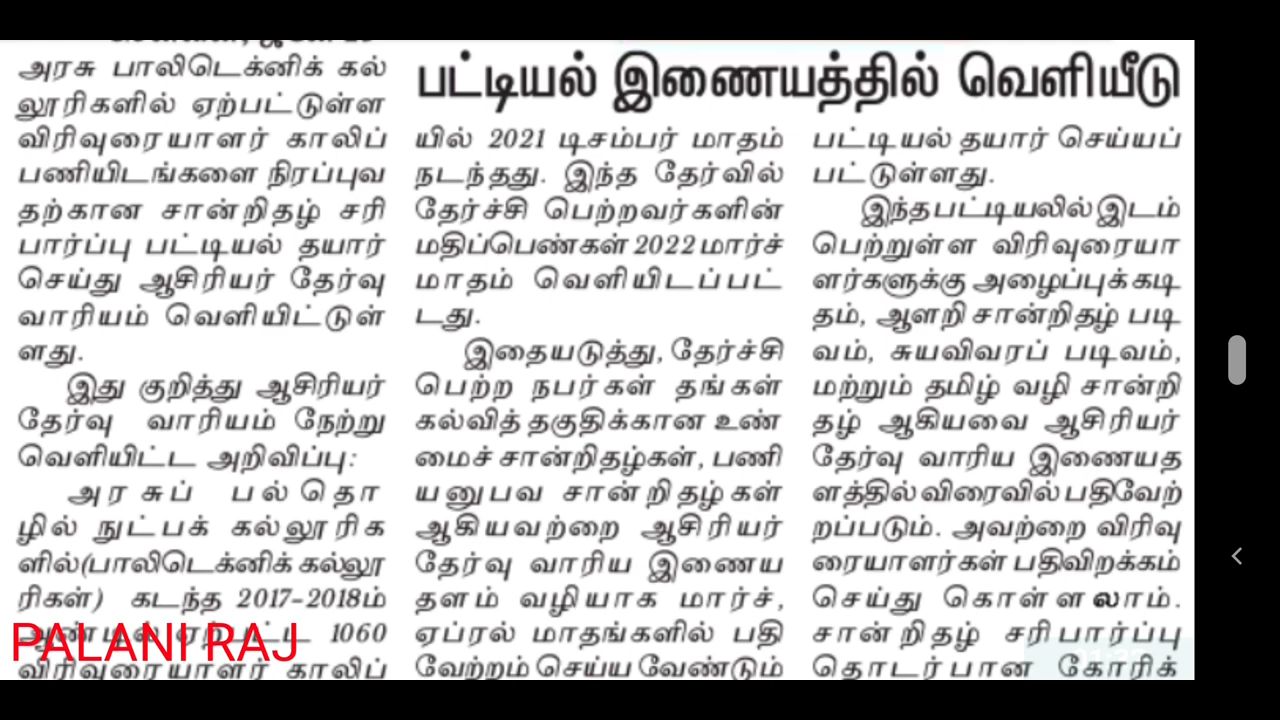 பட்டியல் இணையத்தில் வெளியீடு
அரசு பாலிடெக்னிக் கல்
லூரிகளில் ஏற்பட்டுள்ள
விரிவுரையாளர் காலிப்
பணியிடங்களை நிரப்புவ
தற்கான சான்றிதழ் சரி
பார்ப்பு பட்டியல் தயார்
செய்து ஆசிரியர் தேர்வு
வாரியம் வெளியிட்டுள்
ளது.
இது குறித்து ஆசிரியர்
தேர்வு வாரியம் நேற்று
வெளியிட்ட அறிவிப்பு:
அரசுப் பல்தொ
ழில் நுட்பக் கல்லூரிக
ளில்(பாலிடெக்னிக் கல்லூ
ரிகள்) கடந்த 2017-2018ம்
1060
விரிவுரையாளர் காலிப்
யில் 2021 டிசம்பர் மாதம்
நடந்தது. இந்த தேர்வில்
தேர்ச்சி பெற்றவர்களின்
மதிப்பெண்கள் 2022 மார்ச்
மாதம் வெளியிடப்பட்
டது.
இதையடுத்து, தேர்ச்சி
பெற்ற நபர்கள் தங்கள்
கல்வித் தகுதிக்கான உண்
மைச் சான்றிதழ்கள், பணி
யனுபவ சான்றிதழ்கள்
ஆகியவற்றை ஆசிரியர்
தேர்வு வாரிய இணைய
தளம் வழியாக மார்ச்,
ஏப்ரல் மாதங்களில் பதி
வேற்றம் செய்ய வேண்டும்
பட்டியல் தயார் செய்யப்
பட்டுள்ளது.
இந்த பட்டியலில் இடம்
பெற்றுள்ள விரிவுரையா
ளர்களுக்கு அழைப்புக்கடி
தம், ஆளறி சான்றிதழ் படி
வம், சுயவிவரப் படிவம்,
மற்றும் தமிழ் வழி சான்றி
தழ் ஆகியவை ஆசிரியர்
தேர்வு வாரிய இணையத
ளத்தில் விரைவில் பதிவேற்
றப்படும். அவற்றை விரிவு
ரையாளர்கள் பதிவிறக்கம்
செய்து கொள்ளலாம்.
சான்றிதழ் சரிபார்ப்பு
தொடர்பான கோரிக்
PALANI RAJ